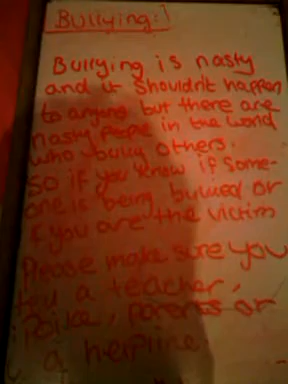 Bullying:]
Bullying is nasty
and it shouldn't happen
to anyone but there are
nasty people in the world
who bully others.
So if you know if some-
one is being bullied or
if you are the victim
Please make sure you
tell a teacher,
Police, parents or
a helpline.